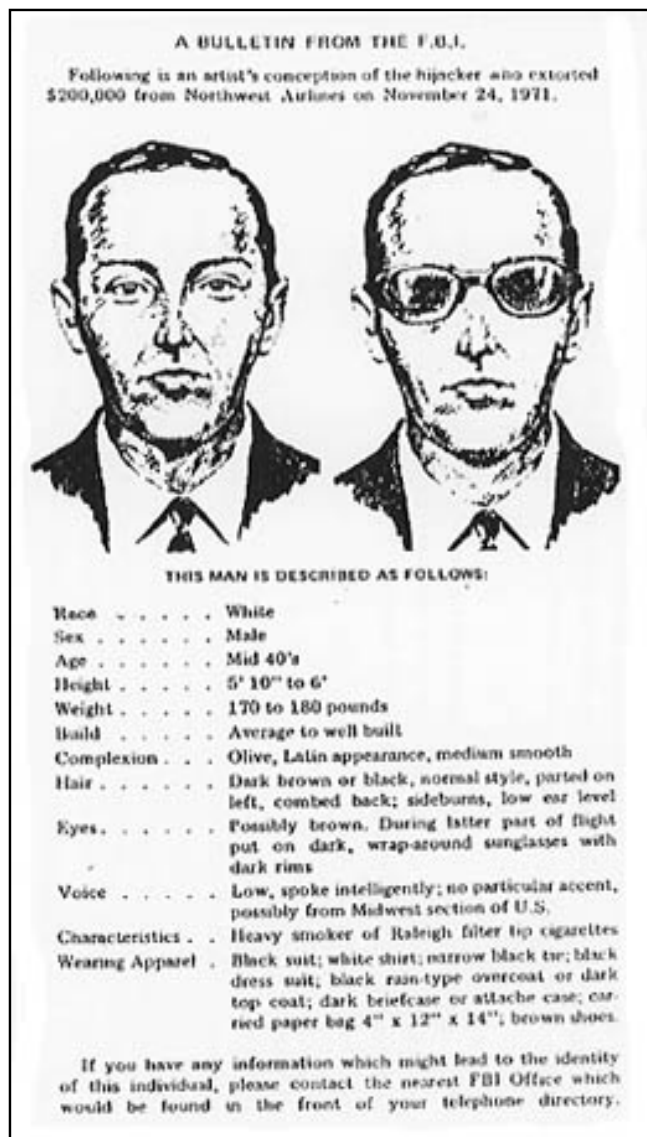 A BULLETIN FROM THE F.B.I.
Following is an artist's conception of the hijacker who extorted
$200,000 from Northwest Airlines on November 24, 1971.
THIS MAN IS DESCRIBED AS FOLLOWS:
Race . . . . . . White
Sex . . . . . . Male
Age . . . . . . Mid 40's
Height . . . . . 5' 10" to 6'
Weight . . . . . 170 to 180 pounds
Build . . . . . Average to well built
Complexion . . . Olive, Latin appearance, medium smooth
Hair . . . . . . Dark brown or black, normal style, parted on
left, combed back; sideburns, low ear level
Eyes . . . . . . Possibly brown. During latter part of flight
put on dark, wrap-around sunglasses with
dark rims
Voice . . . . . Low, spoke intelligently; no particular accent,
possibly from Midwest section of U.S.
Characteristics . . Heavy smoker of Raleigh filter tip cigarettes
Wearing Apparel . Black suit; white shirt; narrow black tie; black
dress suit; black rain-type overcoat or dark
top coat; dark briefcase or attache case; car-
ried paper bag 4" x 12" x 14"; brown shoes.
If you have any information which might lead to the identity
of this individual, please contact the nearest FBI Office which
would be found in the front of your telephone directory.